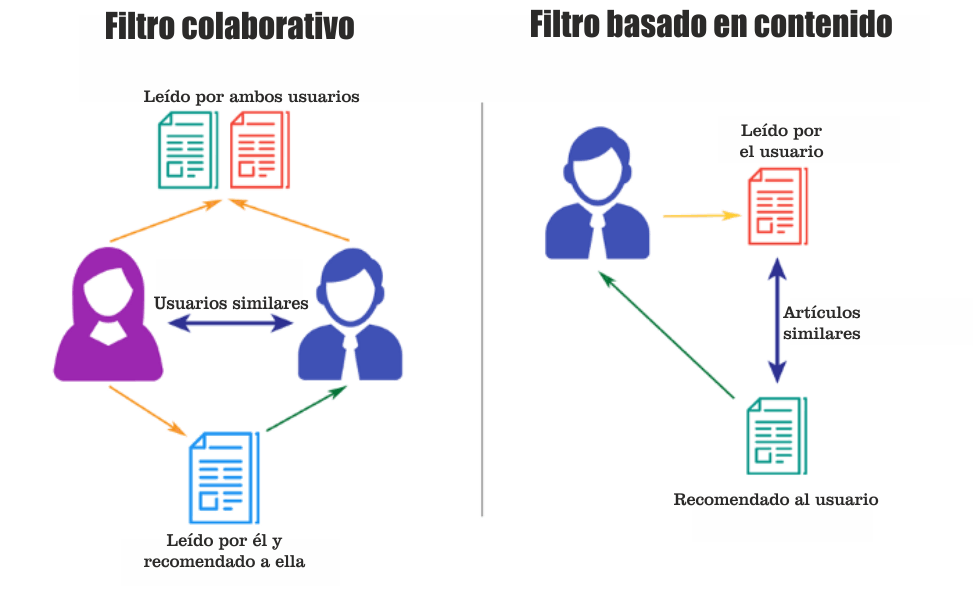 Filtro colaborativo
Leído por ambos usuarios
Usuarios similares
Leído por él y
recomendado a ella
Filtro basado en contenido
Leído por
el usuario
Artículos
similares
Recomendado al usuario